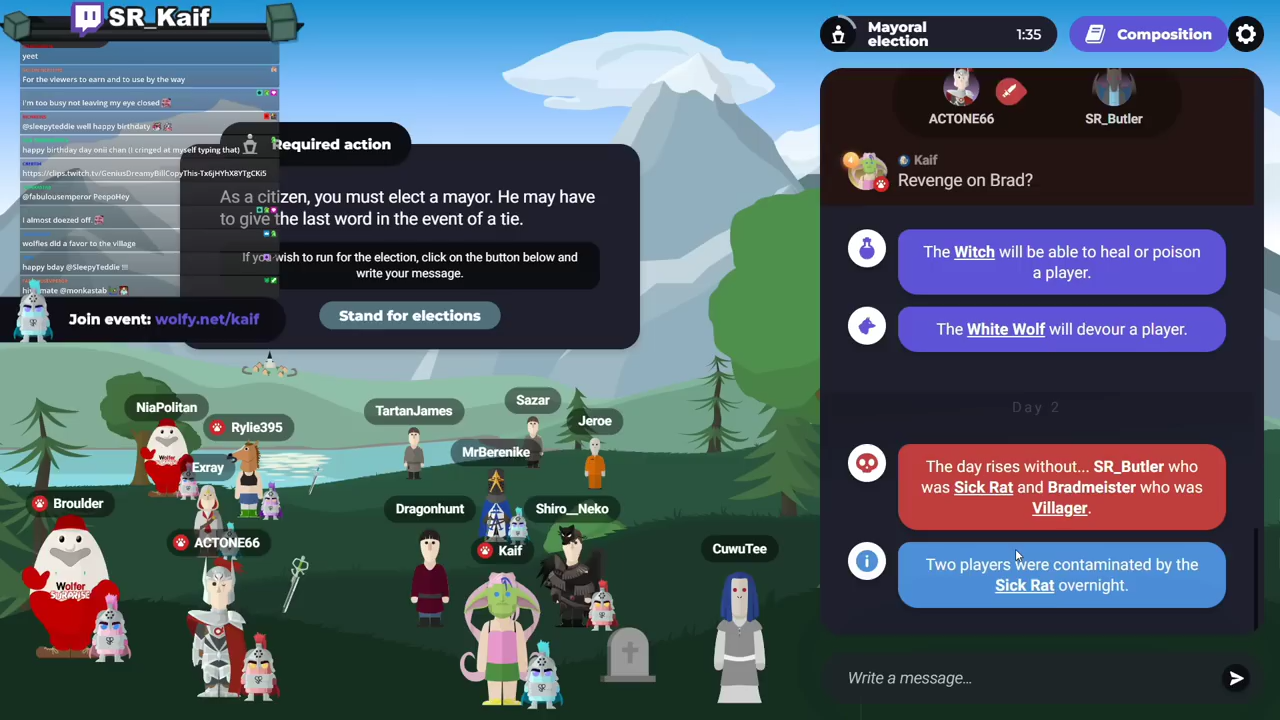 SR_Kaif
yeet
For the viewers to earn and to use by the way
I'm too busy not leaving my eye closed
@sleepyteddie well happy birthdaty
happy birthday day onii chan (i cringed at myself typing that)
https://clips.twitch.tv/GeniusDreamyBillCopyThis-Tx6jHYhX8YTgCKi5
@fabulousemperor PeepoHey
I almost doezed off.
wolfies did a favor to the village
happy bday @SleepyTeddie !!!
mate @monkastab
Join event: wolfy.net/kaif
Required action
As a citizen, you must elect a mayor. He may have
to give the last word in the event of a tie.
If you wish to run for the election, click on the button below and
write your message.
Stand for elections
NiaPolitan
Rylie395
Exray
Broulder
ACTONE66
TartanJames
Sazar
Jeroe
MrBerenike
Dragonhunt
Shiro__Neko
Kaif
CuwuTee
Wolfer
SURPRISE
Wolfer
Mayoral
election
1:35
Composition
ACTONE66
SR_Butler
Kaif
Revenge on Brad?
The Witch will be able to heal or poison
a player.
The White Wolf will devour a player.
Day 2
The day rises without... SR_Butler who
was Sick Rat and Bradmeister who was
Villager.
Two players were contaminated by the
Sick Rat overnight.
Write a message...